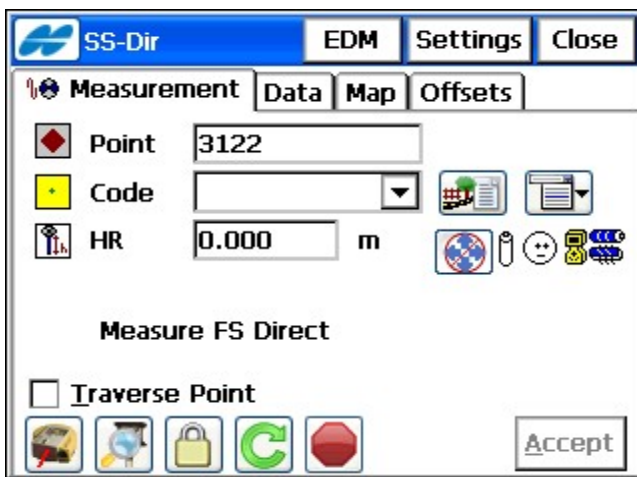 SS-Dir EDM Settings Close
Measurement Data Map Offsets
Point 3122
Code
HR 0.000 m
Measure FS Direct
Traverse Point
Accept